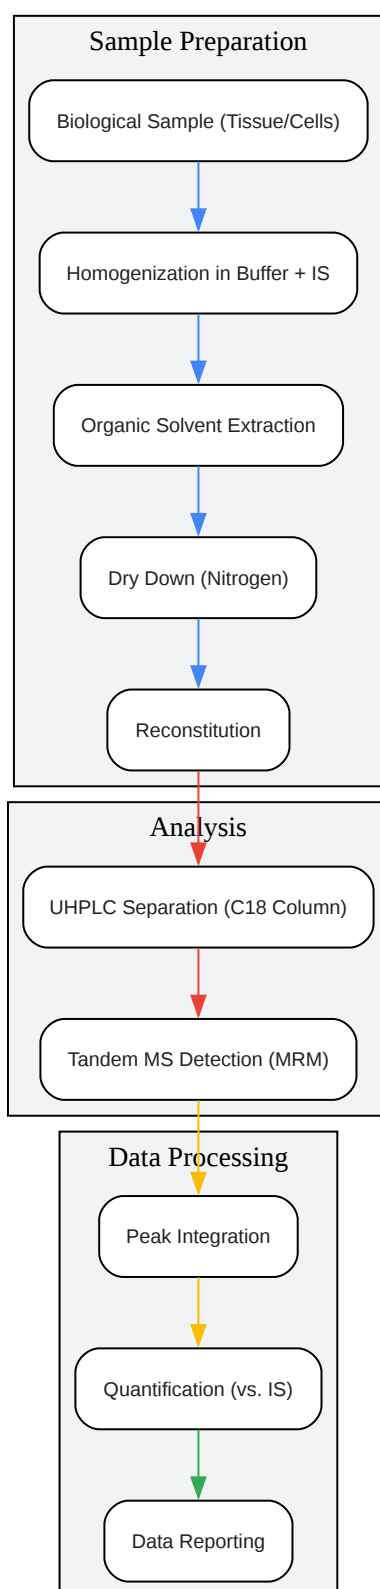 Sample Preparation
Biological Sample (Tissue/Cells)
Homogenization in Buffer + IS
Organic Solvent Extraction
Dry Down (Nitrogen)
Reconstitution
Analysis
UHPLC Separation (C18 Column)
Tandem MS Detection (MRM)
Data Processing
Peak Integration
Quantification (vs. IS)
Data Reporting